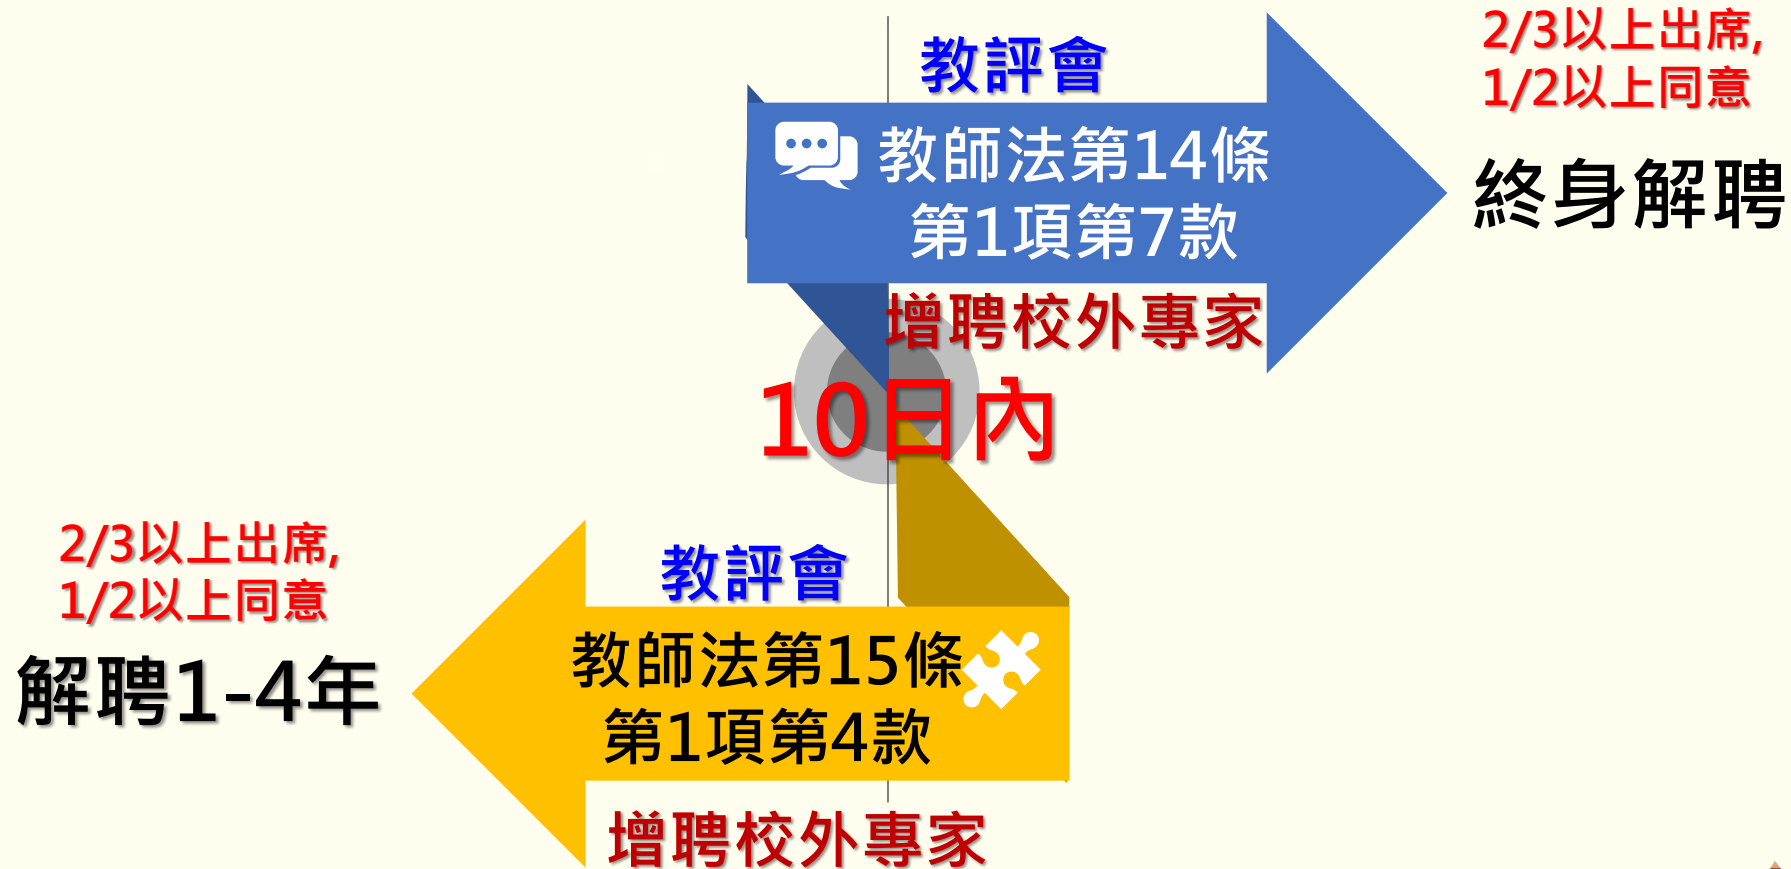 教評會
2/3以上出席,
1/2以上同意
教師法第14條
第1項第7款
終身解聘
增聘校外專家
10日內
2/3以上出席,
1/2以上同意
解聘1-4年
教評會
教師法第15條
第1項第4款
增聘校外專家